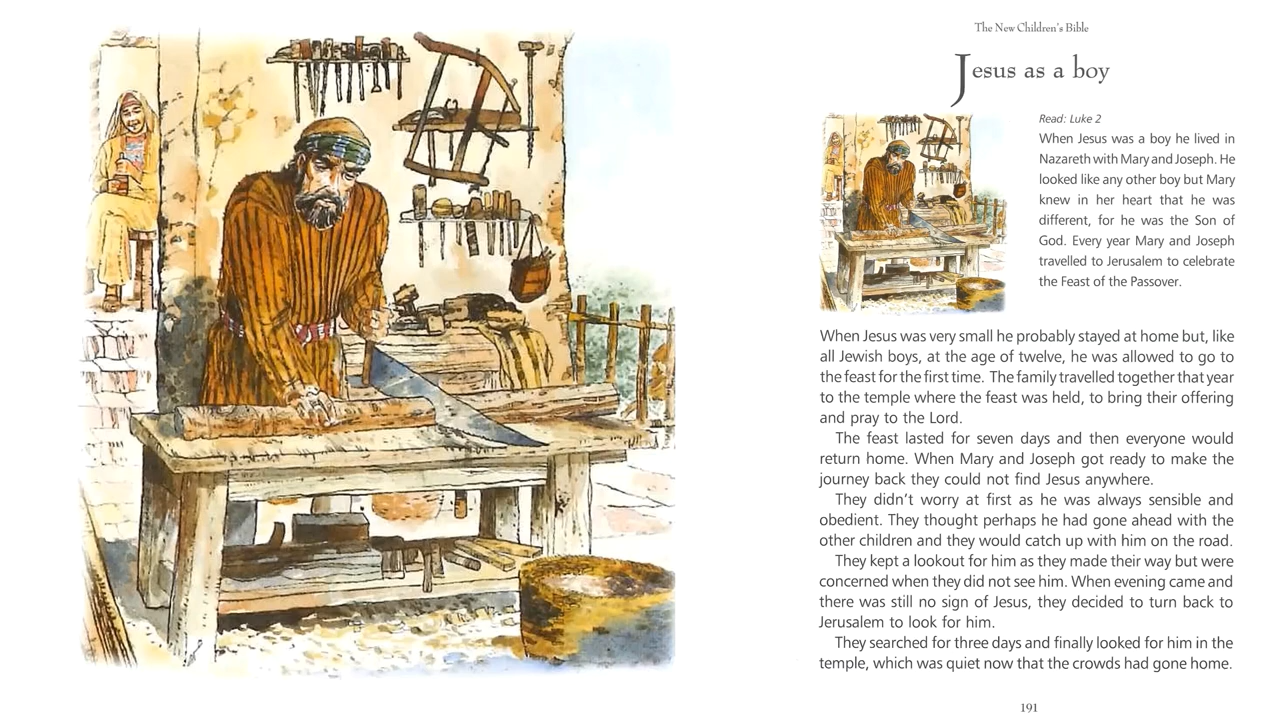 The New Children's Bible
Jesus as a boy
Read: Luke 2
When Jesus was a boy he lived in
Nazareth with Mary and Joseph. He
looked like any other boy but Mary
knew in her heart that he was
different, for he was the Son of
God. Every year Mary and Joseph
travelled to Jerusalem to celebrate
the Feast of the Passover.
When Jesus was very small he probably stayed at home but, like
all Jewish boys, at the age of twelve, he was allowed to go to
the feast for the first time. The family travelled together that year
to the temple where the feast was held, to bring their offering
and pray to the Lord.
The feast lasted for seven days and then everyone would
return home. When Mary and Joseph got ready to make the
journey back they could not find Jesus anywhere.
They didn't worry at first as he was always sensible and
obedient. They thought perhaps he had gone ahead with the
other children and they would catch up with him on the road.
They kept a lookout for him as they made their way but were
concerned when they did not see him. When evening came and
there was still no sign of Jesus, they decided to turn back to
Jerusalem to look for him.
They searched for three days and finally looked for him in the
temple, which was quiet now that the crowds had gone home.
191